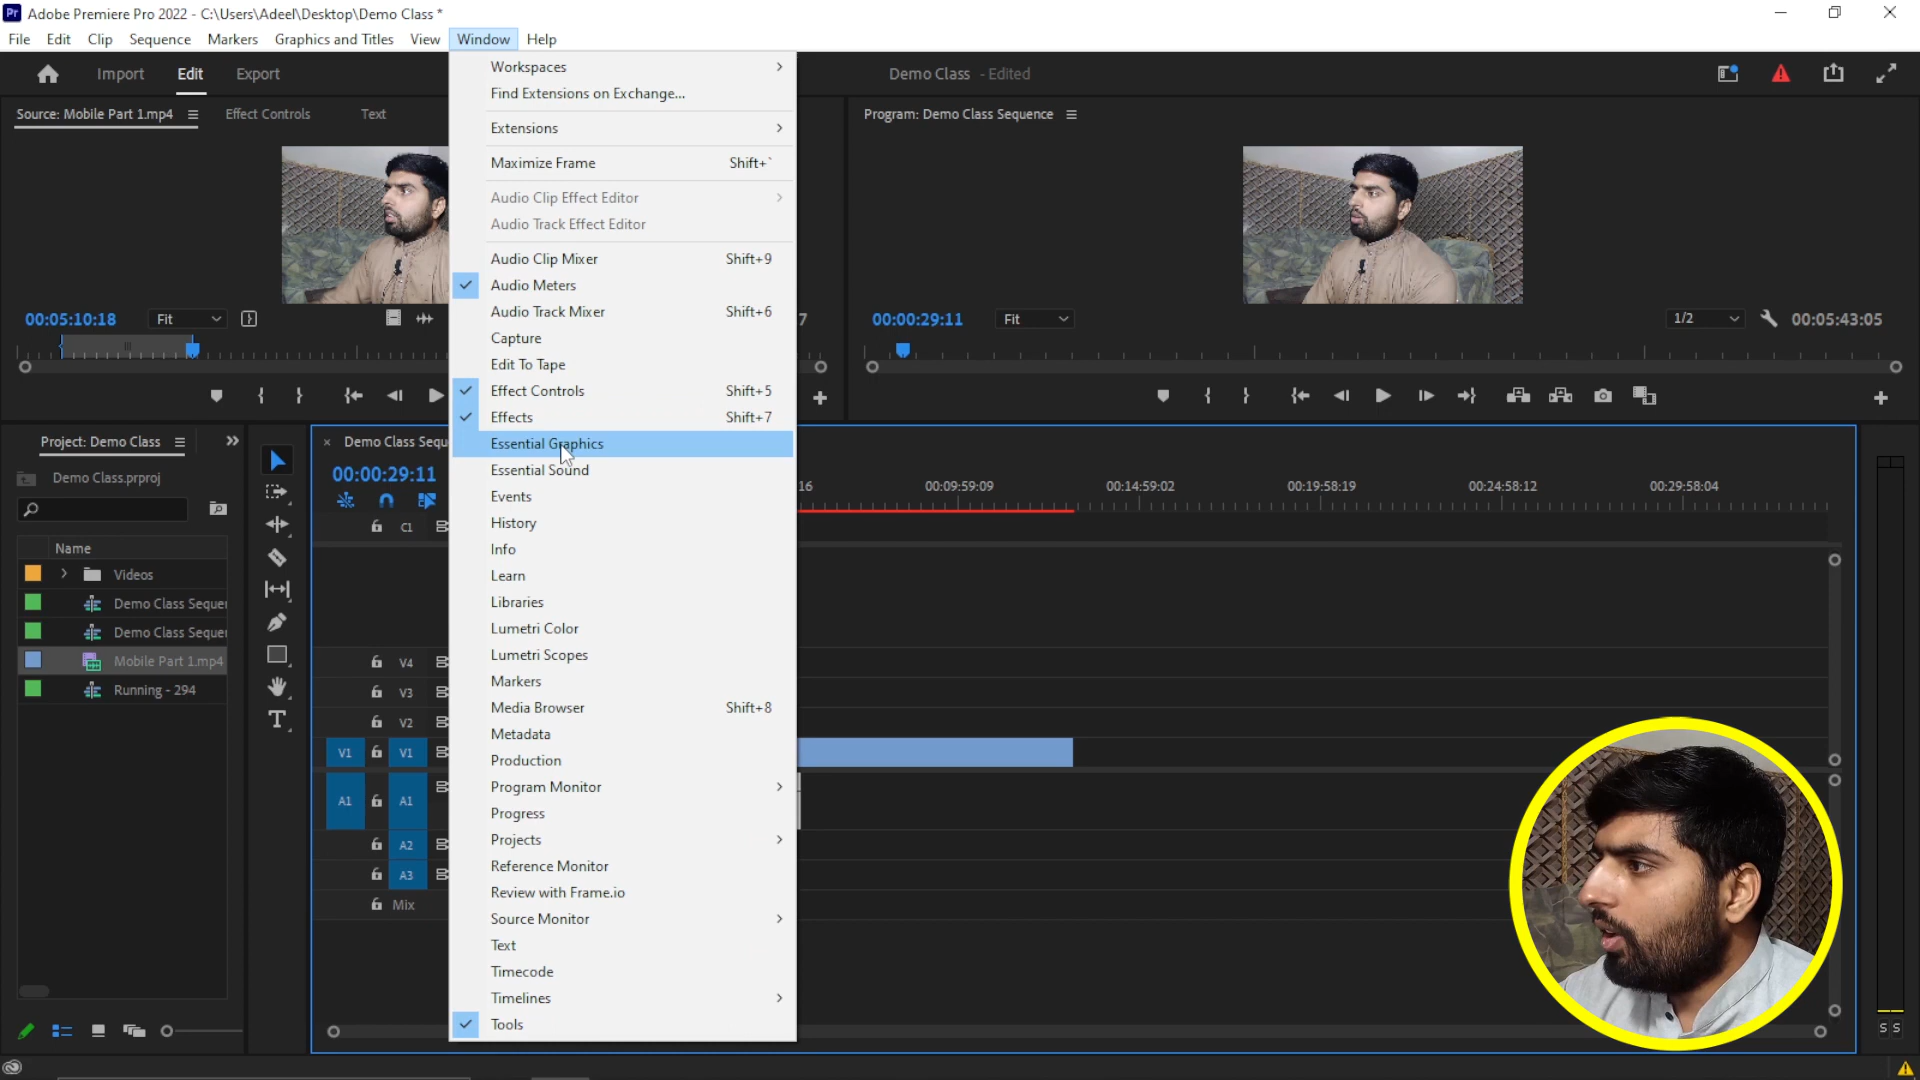 Pr Adobe Premiere Pro 2022 - C:\Users\Adeel\Desktop\Demo Class *
File Edit Clip Sequence Markers Graphics and Titles View Window Help
Import Edit Export
Demo Class - Edited
Source: Mobile Part 1.mp4 Effect Controls Text
Program: Demo Class Sequence
00:05:10:18 Fit
7
00:00:29:11 Fit
1/2 00:05:43:05
Workspaces
Find Extensions on Exchange...
Extensions
Maximize Frame Shift+`
Audio Clip Effect Editor
Audio Track Effect Editor
Audio Clip Mixer Shift+9
Audio Meters
Audio Track Mixer Shift+6
Capture
Edit To Tape
Effect Controls Shift+5
Effects Shift+7
Essential Graphics
Essential Sound
Events
History
Info
Learn
Libraries
Lumetri Color
Lumetri Scopes
Markers
Media Browser Shift+8
Metadata
Production
Program Monitor
Progress
Projects
Reference Monitor
Review with Frame.io
Source Monitor
Text
Timecode
Timelines
Tools
Project: Demo Class
Demo Class.prproj
Name
Videos
Demo Class Sequer
Demo Class Sequer
Mobile Part 1.mp4
Running - 294
× Demo Class Sequ
00:00:29:11
16 00:09:59:09 00:14:59:02 00:19:58:19 00:24:58:12 00:29:58:04
C1
V4
V3
V2
V1 V1
A1 A1
A2
A3
Mix
S S